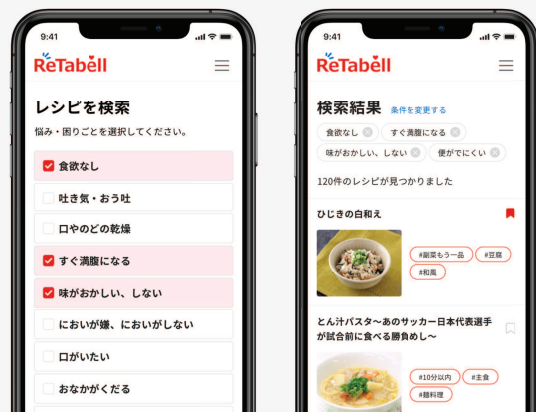 9:41
ReTabell
レシピを検索
悩み・困りごとを選択してください。
食欲なし
吐き気・おう吐
口やのどの乾燥
すぐ満腹になる
味がおかしい、しない
においが嫌、においがしない
口がいたい
おなかがくだる
9:41
ReTabell
検索結果 条件を変更する
食欲なし すぐ満腹になる
味がおかしい、しない 便がでにくい
120件のレシピが見つかりました
ひじきの白和え
#副菜もう一品 #豆腐
#和風
とん汁パスタ〜あのサッカー日本代表選手
が試合前に食べる勝負めし〜
#10分以内 #主食
#麺料理